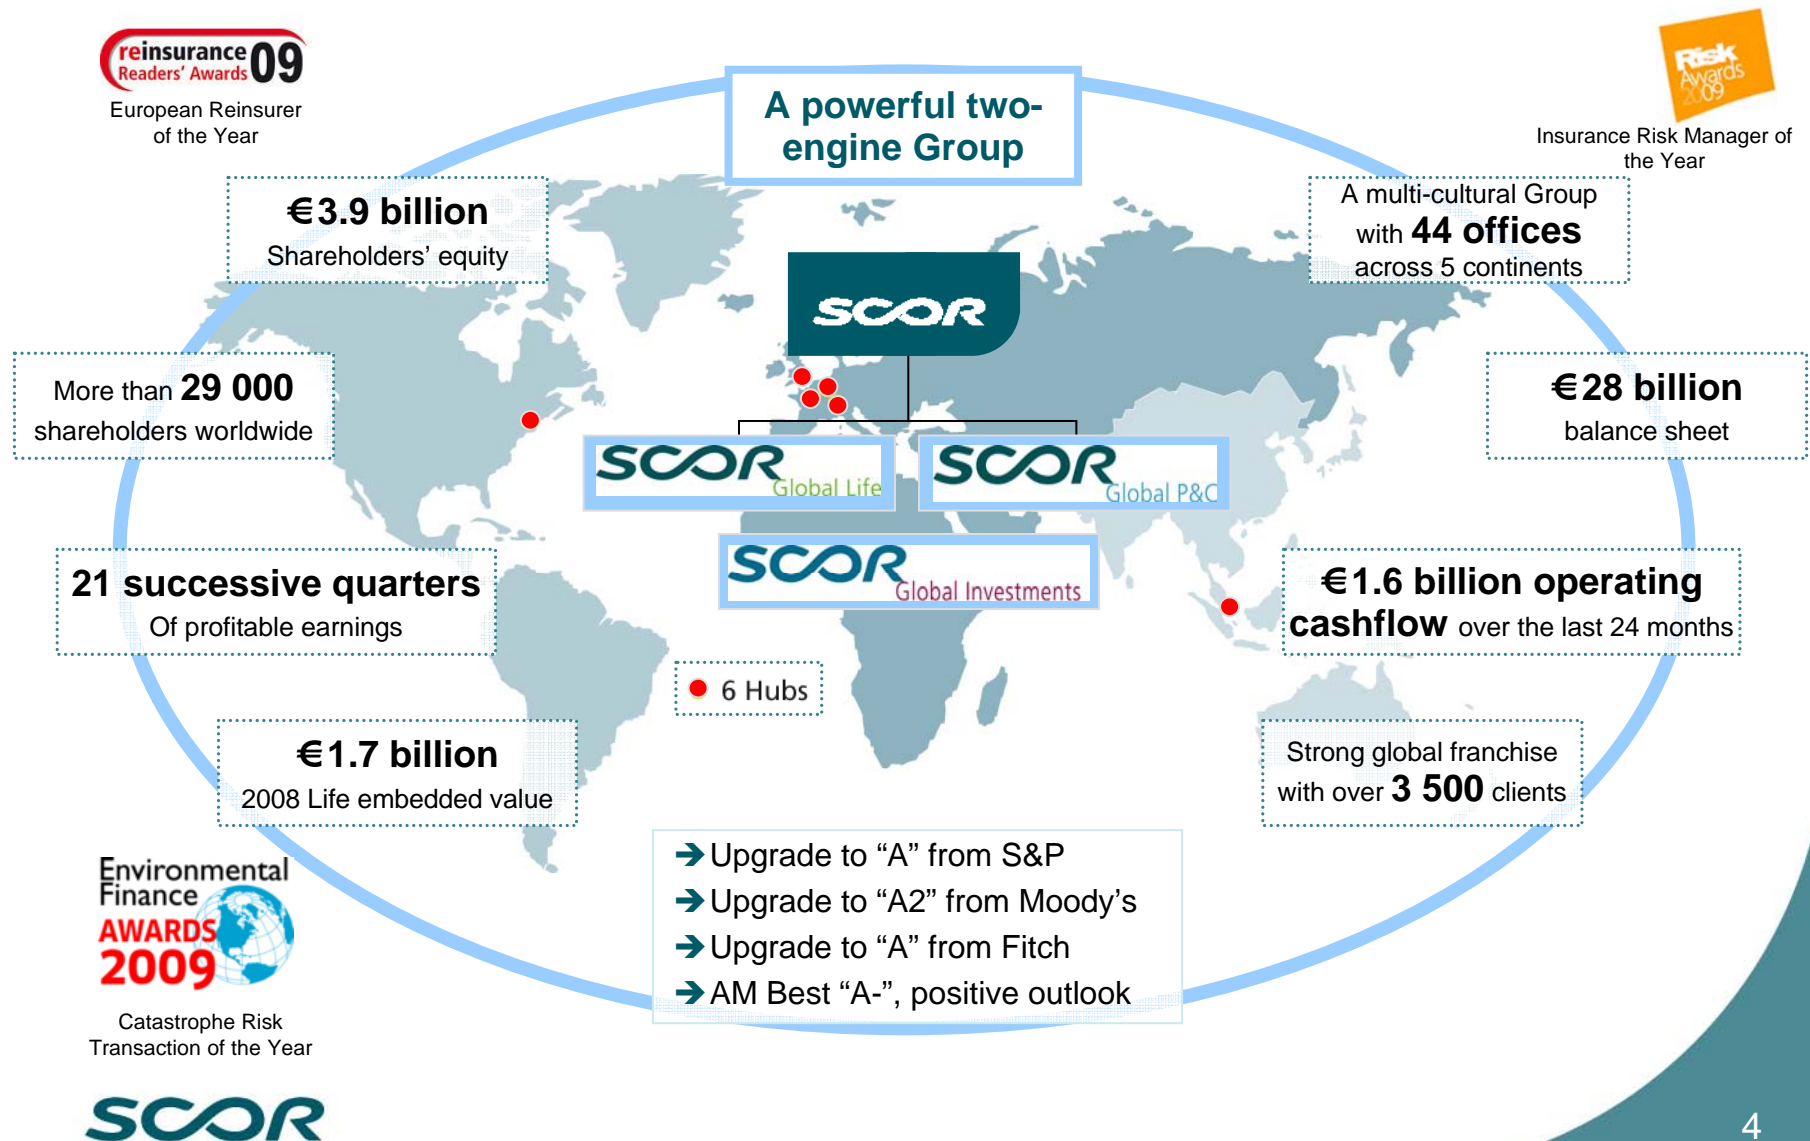 reinsurance
Readers' Awards 09
European Reinsurer
of the Year
Risk
Awards
2009
Insurance Risk Manager of
the Year
A powerful two-
engine Group
€3.9 billion
Shareholders’ equity
A multi-cultural Group
with 44 offices
across 5 continents
SCOR
More than 29 000
shareholders worldwide
€28 billion
balance sheet
SCOR
Global Life
SCOR
Global P&C
SCOR
Global Investments
21 successive quarters
Of profitable earnings
€1.6 billion operating
cashflow over the last 24 months
6 Hubs
€1.7 billion
2008 Life embedded value
Strong global franchise
with over 3 500 clients
➔ Upgrade to “A” from S&P
➔ Upgrade to “A2” from Moody’s
➔ Upgrade to “A” from Fitch
➔ AM Best “A-”, positive outlook
Environmental
Finance
AWARDS
2009
Catastrophe Risk
Transaction of the Year
SCOR
4